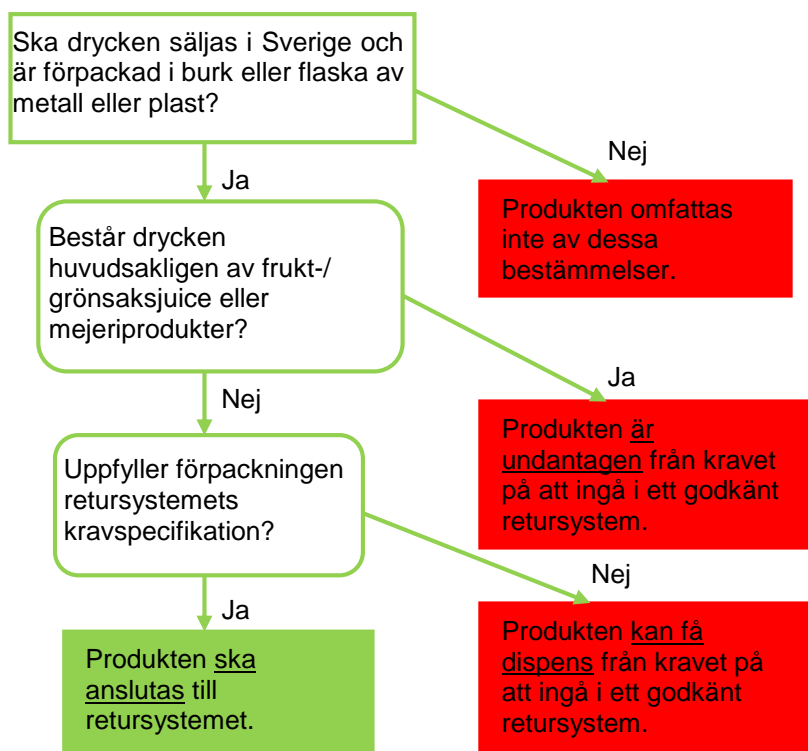 Ska drycken säljas i Sverige och
är förpackad i burk eller flaska av
metall eller plast?
Nej
Ja
Produkten omfattas
inte av dessa
bestämmelser.
Består drycken
huvudsakligen av frukt-/
grönsaksjuice eller
mejeriprodukter?
Ja
Nej
Produkten är
undantagen från kravet
på att ingå i ett godkänt
retursystem.
Uppfyller förpackningen
retursystemets
kravspecifikation?
Nej
Ja
Produkten kan få
dispens från kravet på
att ingå i ett godkänt
retursystem.
Produkten ska
anslutas till
retursystemet.